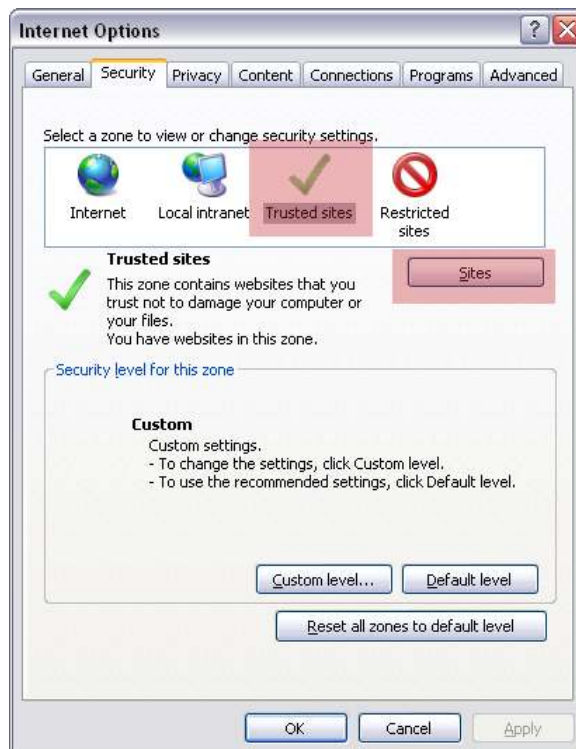 Internet Options
General Security Privacy Content Connections Programs Advanced
Select a zone to view or change security settings.
Internet Local intranet Trusted sites Restricted
sites
Trusted sites
Sites
This zone contains websites that you
trust not to damage your computer or
your files.
You have websites in this zone.
Security level for this zone
Custom
Custom settings.
- To change the settings, click Custom level.
- To use the recommended settings, click Default level.
Custom level... Default level
Reset all zones to default level
OK Cancel Apply